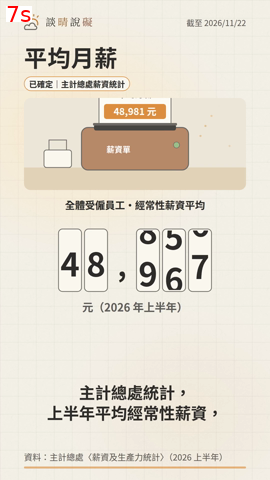 7s
談晴說礙
截至 2026/11/22
平均月薪
已確定｜主計總處薪資統計
48,981 元
薪資單
全體受僱員工・經常性薪資平均
48,967
元（2026 年上半年）
主計總處統計，
上半年平均經常性薪資，
資料：主計總處〈薪資及生產力統計〉（2026 上半年）